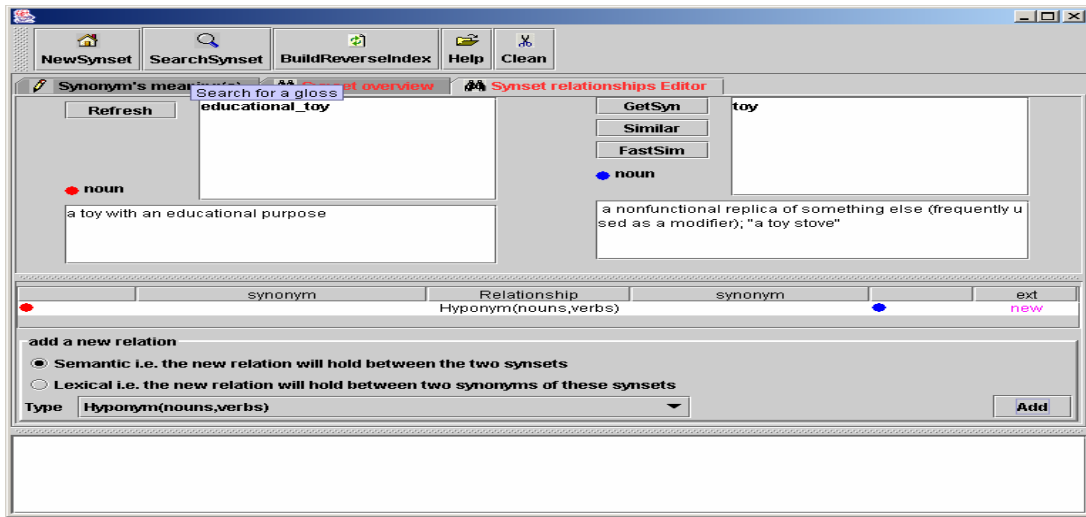 NewSynset SearchSynset BuildReverseIndex Help Clean
Synonym's Synset overview Synset relationships Editor
Search for a gloss
Refresh
educational_toy
noun
a toy with an educational purpose
GetSyn
Similar
FastSim
toy
noun
a nonfunctional replica of something else (frequently u
sed as a modifier); "a toy stove"
synonym Relationship synonym ext
Hyponym(nouns,verbs) new
add a new relation
Semantic i.e. the new relation will hold between the two synsets
Lexical i.e. the new relation will hold between two synonyms of these synsets
Type Hyponym(nouns,verbs) Add